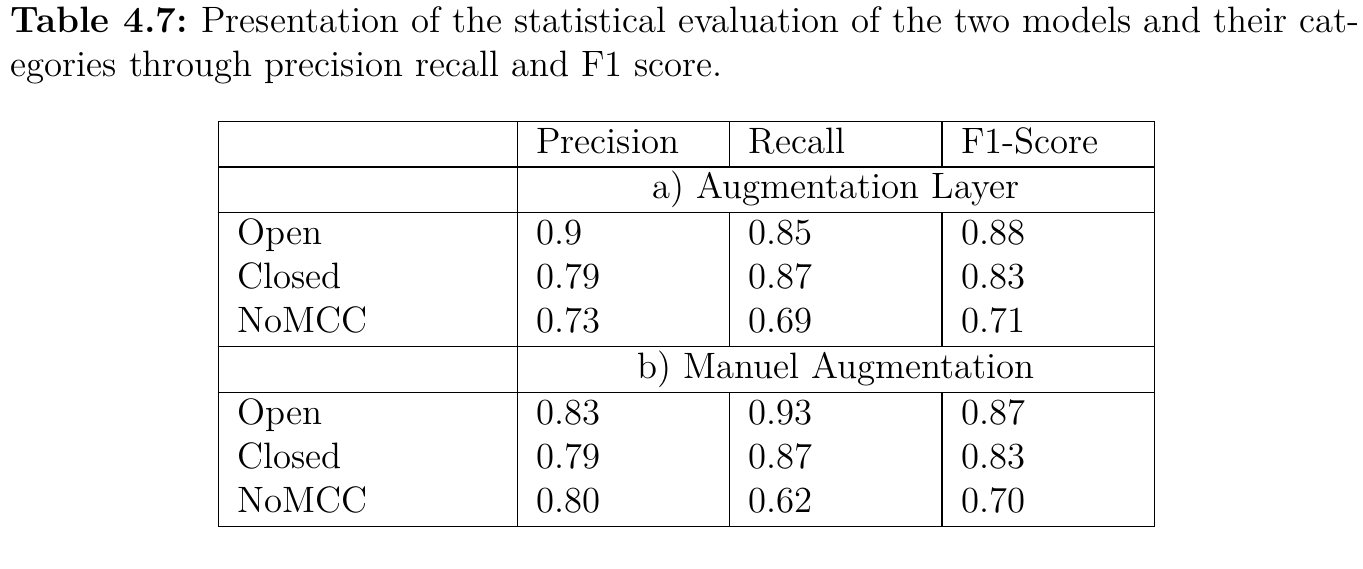 Table 4.7: Presentation of the statistical evaluation of the two models and their cat-
egories through precision recall and F1 score.
Precision Recall F1-Score
a) Augmentation Layer
Open 0.9 0.85 0.88
Closed 0.79 0.87 0.83
NoMCC 0.73 0.69 0.71
b) Manuel Augmentation
Open 0.83 0.93 0.87
Closed 0.79 0.87 0.83
NoMCC 0.80 0.62 0.70